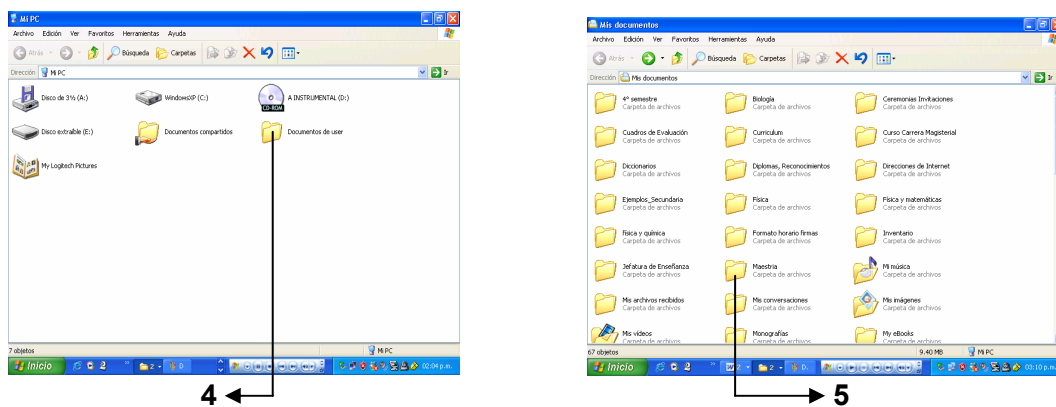 Mi PC
Archivo Edición Ver Favoritos Herramientas Ayuda
Atrás Búsqueda Carpetas
Dirección Mi PC Ir
Disco de 3½ (A:) WindowsXP (C:) A INSTRUMENTAL (D:)
CD-ROM
Disco extraíble (E:) Documentos compartidos Documentos de user
My Logitech Pictures
7 objetos Mi PC
Inicio 2 02:04 p.m.
4
Mis documentos
Archivo Edición Ver Favoritos Herramientas Ayuda
Atrás Búsqueda Carpetas
Dirección Mis documentos Ir
4º semestre Biología Ceremonias Invitaciones
Carpeta de archivos Carpeta de archivos Carpeta de archivos
Cuadros de Evaluación Curriculum Curso Carrera Magisterial
Carpeta de archivos Carpeta de archivos Carpeta de archivos
Diccionarios Diplomas, Reconocimientos Direcciones de Internet
Carpeta de archivos Carpeta de archivos Carpeta de archivos
Ejemplos_Secundaria Física Física y matemáticas
Carpeta de archivos Carpeta de archivos Carpeta de archivos
física y química Formato horario firmas Inventario
Carpeta de archivos Carpeta de archivos Carpeta de archivos
Jefatura de Enseñanza Maestria Mi música
Carpeta de archivos Carpeta de archivos Carpeta de archivos
Mis archivos recibidos Mis conversaciones Mis imágenes
Carpeta de archivos Carpeta de archivos Carpeta de archivos
Mis vídeos Monografías My eBooks
Carpeta de archivos Carpeta de archivos Carpeta de archivos
67 objetos 9.40 MB Mi PC
Inicio 2 2 D. 03:10 p.m.
5